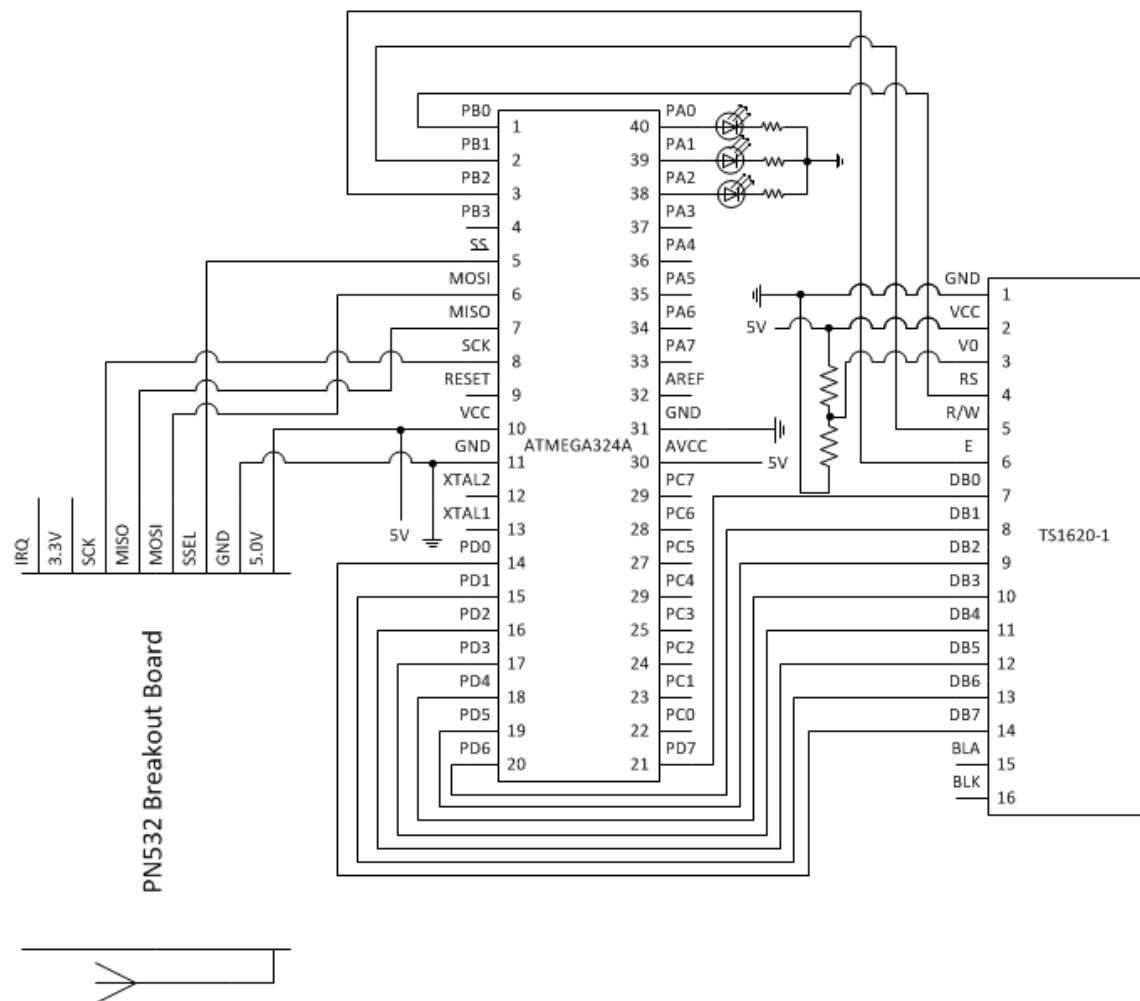 PB0
1
PB1
2
PB2
3
PB3
4
SS
5
MOSI
6
MISO
7
SCK
8
RESET
9
VCC
10
GND
11
XTAL2
12
XTAL1
13
PD0
14
PD1
15
PD2
16
PD3
17
PD4
18
PD5
19
PD6
20
ATMEGA324A
PA0
40
PA1
39
PA2
38
PA3
37
PA4
36
PA5
35
PA6
34
PA7
33
AREF
32
GND
31
AVCC
30
PC7
29
PC6
28
PC5
27
PC4
29
PC3
25
PC2
24
PC1
23
PC0
22
PD7
21
5V
5V
5V
GND
1
VCC
2
V0
3
RS
4
R/W
5
E
6
DB0
7
DB1
8
DB2
9
DB3
10
DB4
11
DB5
12
DB6
13
DB7
14
BLA
15
BLK
16
TS1620-1
IRQ
3.3V
SCK
MISO
MOSI
SSEL
GND
5.0V
PN532 Breakout Board